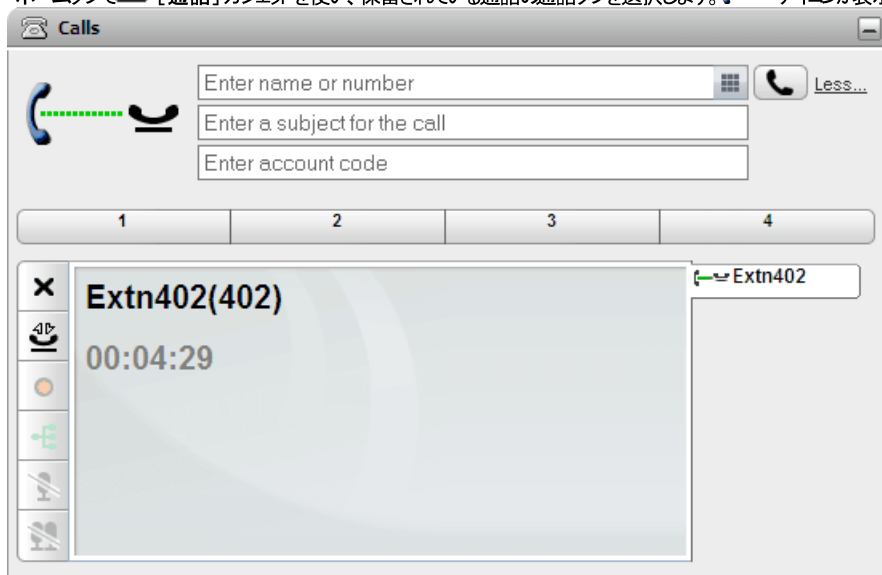 Calls
Enter name or number
Less...
Enter a subject for the call
Enter account code
1 2 3 4
Extn402
Extn402(402)
00:04:29